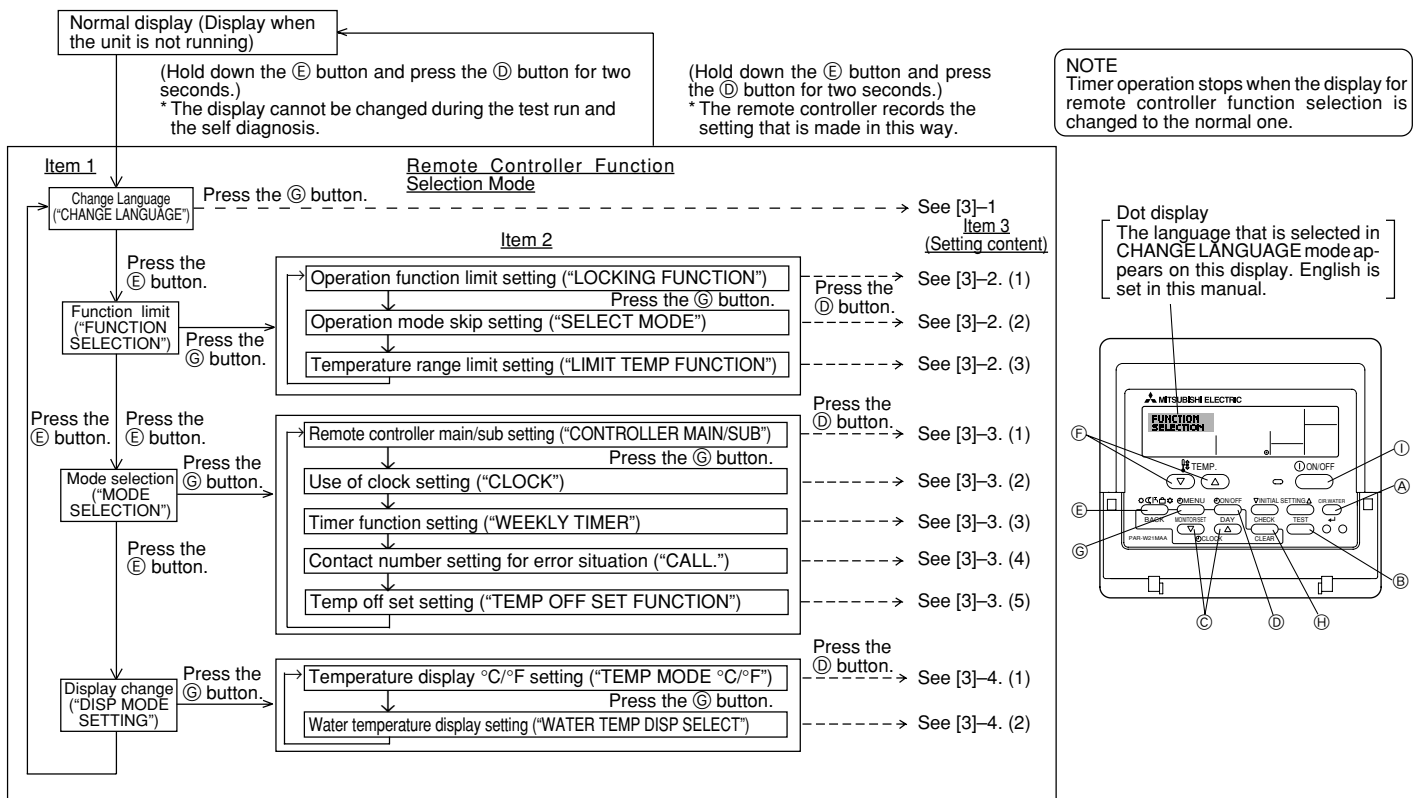 Normal display (Display when
the unit is not running)
(Hold down the Ⓔ button and press the Ⓓ button for two
seconds.)
* The display cannot be changed during the test run and
the self diagnosis.
(Hold down the Ⓔ button and press
the Ⓓ button for two seconds.)
* The remote controller records the
setting that is made in this way.
NOTE
Timer operation stops when the display for
remote controller function selection is
changed to the normal one.
Item 1
Remote Controller Function
Selection Mode
Change Language
("CHANGE LANGUAGE")
Press the Ⓖ button.
See [3]–1
Item 2
Item 3
(Setting content)
Press the
Ⓔ button.
Function limit
("FUNCTION
SELECTION")
Press the
Ⓖ button.
Operation function limit setting ("LOCKING FUNCTION")
Press the Ⓖ button.
Operation mode skip setting ("SELECT MODE")
Temperature range limit setting ("LIMIT TEMP FUNCTION")
Press the
Ⓓ button.
See [3]–2. (1)
See [3]–2. (2)
See [3]–2. (3)
Press the
Ⓔ button.
Press the
Ⓔ button.
Mode selection
("MODE
SELECTION")
Press the
Ⓖ button.
Remote controller main/sub setting ("CONTROLLER MAIN/SUB")
Press the Ⓖ button.
Use of clock setting ("CLOCK")
Timer function setting ("WEEKLY TIMER")
Contact number setting for error situation ("CALL.")
Temp off set setting ("TEMP OFF SET FUNCTION")
Press the
Ⓓ button.
See [3]–3. (1)
See [3]–3. (2)
See [3]–3. (3)
See [3]–3. (4)
See [3]–3. (5)
Press the
Ⓔ button.
Display change
("DISP MODE
SETTING")
Press the
Ⓖ button.
Temperature display °C/°F setting ("TEMP MODE °C/°F")
Press the Ⓖ button.
Water temperature display setting ("WATER TEMP DISP SELECT")
Press the
Ⓓ button.
See [3]–4. (1)
See [3]–4. (2)
Dot display
The language that is selected in
CHANGE LANGUAGE mode ap-
pears on this display. English is
set in this manual.
MITSUBISHI ELECTRIC
FUNCTION
SELECTION
TEMP.
ON/OFF
MENU
ON/OFF
INITIAL SETTING
CIR.WATER
BACK
MONITOR/SET
DAY
CHECK
TEST
PAR-W21MAA
CLOCK
CLEAR
Ⓕ
Ⓔ
Ⓖ
Ⓒ
Ⓓ
Ⓗ
Ⓘ
Ⓐ
Ⓑ